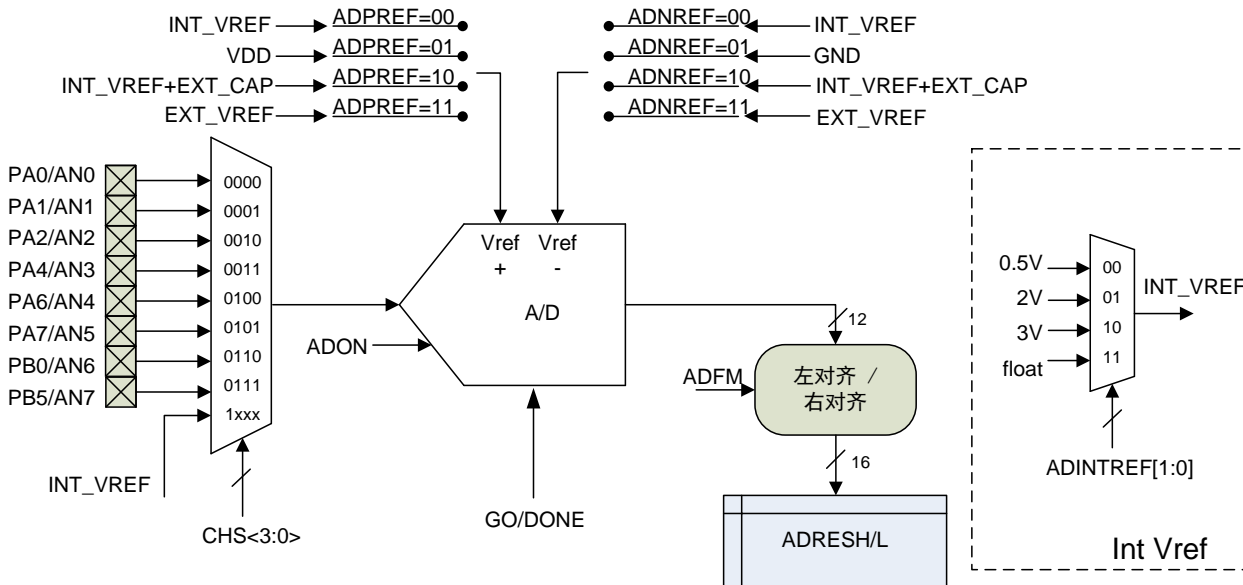 INT_VREF
ADPREF=00
VDD
ADPREF=01
INT_VREF+EXT_CAP
ADPREF=10
EXT_VREF
ADPREF=11
ADNREF=00
INT_VREF
ADNREF=01
GND
ADNREF=10
INT_VREF+EXT_CAP
ADNREF=11
EXT_VREF
PA0/AN0
PA1/AN1
PA2/AN2
PA4/AN3
PA6/AN4
PA7/AN5
PB0/AN6
PB5/AN7
INT_VREF
0000
0001
0010
0011
0100
0101
0110
0111
1xxx
CHS<3:0>
ADON
Vref
+
Vref
-
A/D
GO/DONE
12
ADFM
左对齐 /
右对齐
16
ADRESH/L
0.5V
2V
3V
float
00
01
10
11
INT_VREF
ADINTREF[1:0]
Int Vref